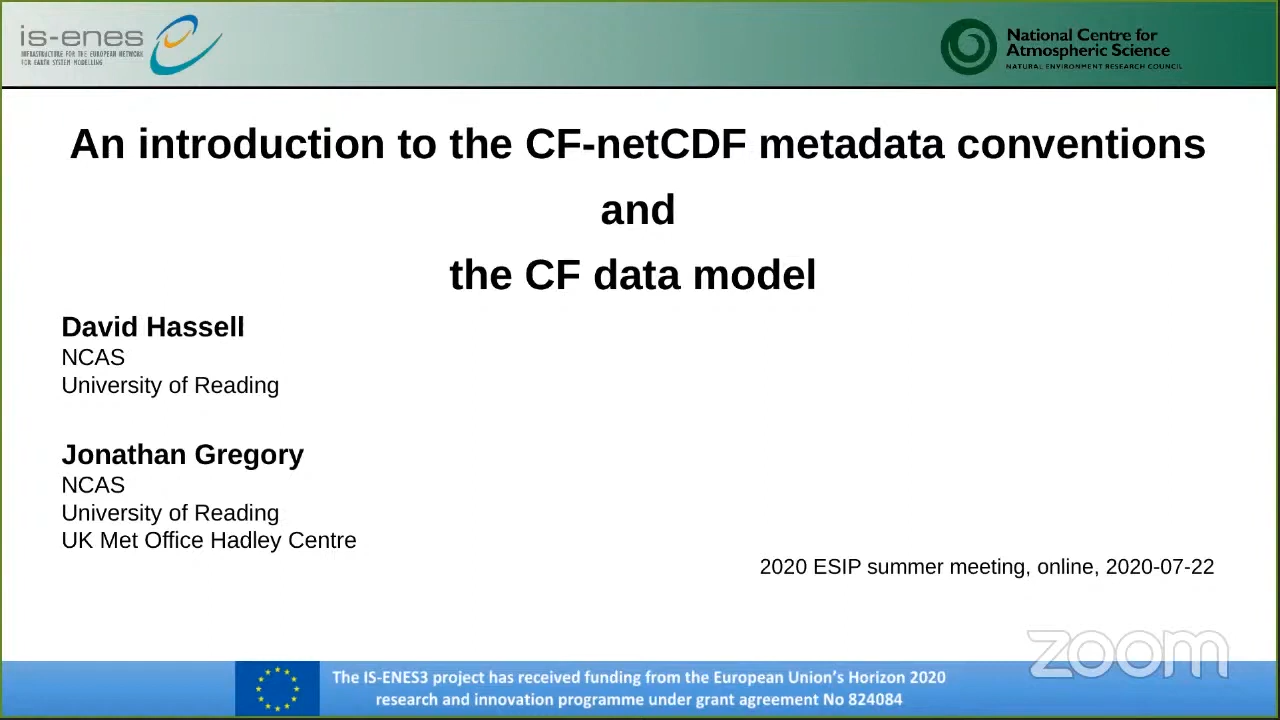 is-enes
INFRASTRUCTURE FOR THE EUROPEAN NETWORK
FOR EARTH SYSTEM MODELLING
National Centre for
Atmospheric Science
NATURAL ENVIRONMENT RESEARCH COUNCIL
An introduction to the CF-netCDF metadata conventions
and
the CF data model
David Hassell
NCAS
University of Reading
Jonathan Gregory
NCAS
University of Reading
UK Met Office Hadley Centre
2020 ESIP summer meeting, online, 2020-07-22
zoom
The IS-ENES3 project has received funding from the European Union’s Horizon 2020
research and innovation programme under grant agreement No 824084